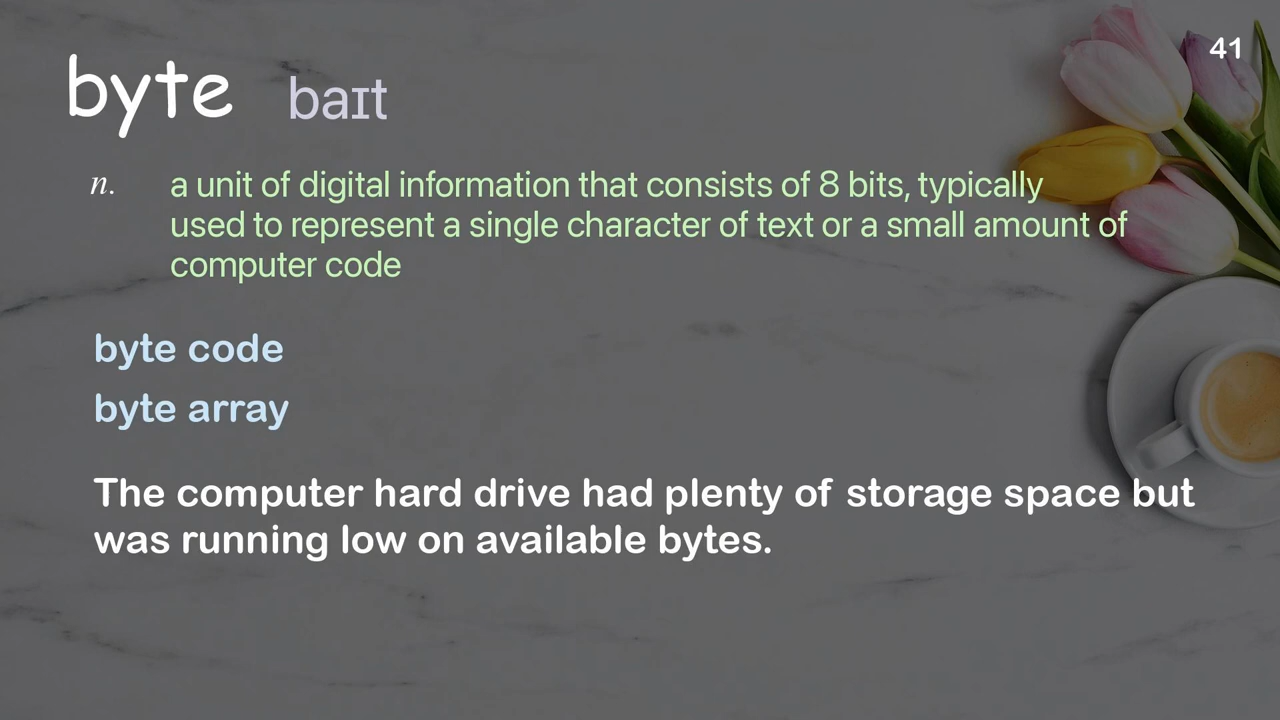 41
byte baɪt
n. a unit of digital information that consists of 8 bits, typically
used to represent a single character of text or a small amount of
computer code
byte code
byte array
The computer hard drive had plenty of storage space but
was running low on available bytes.